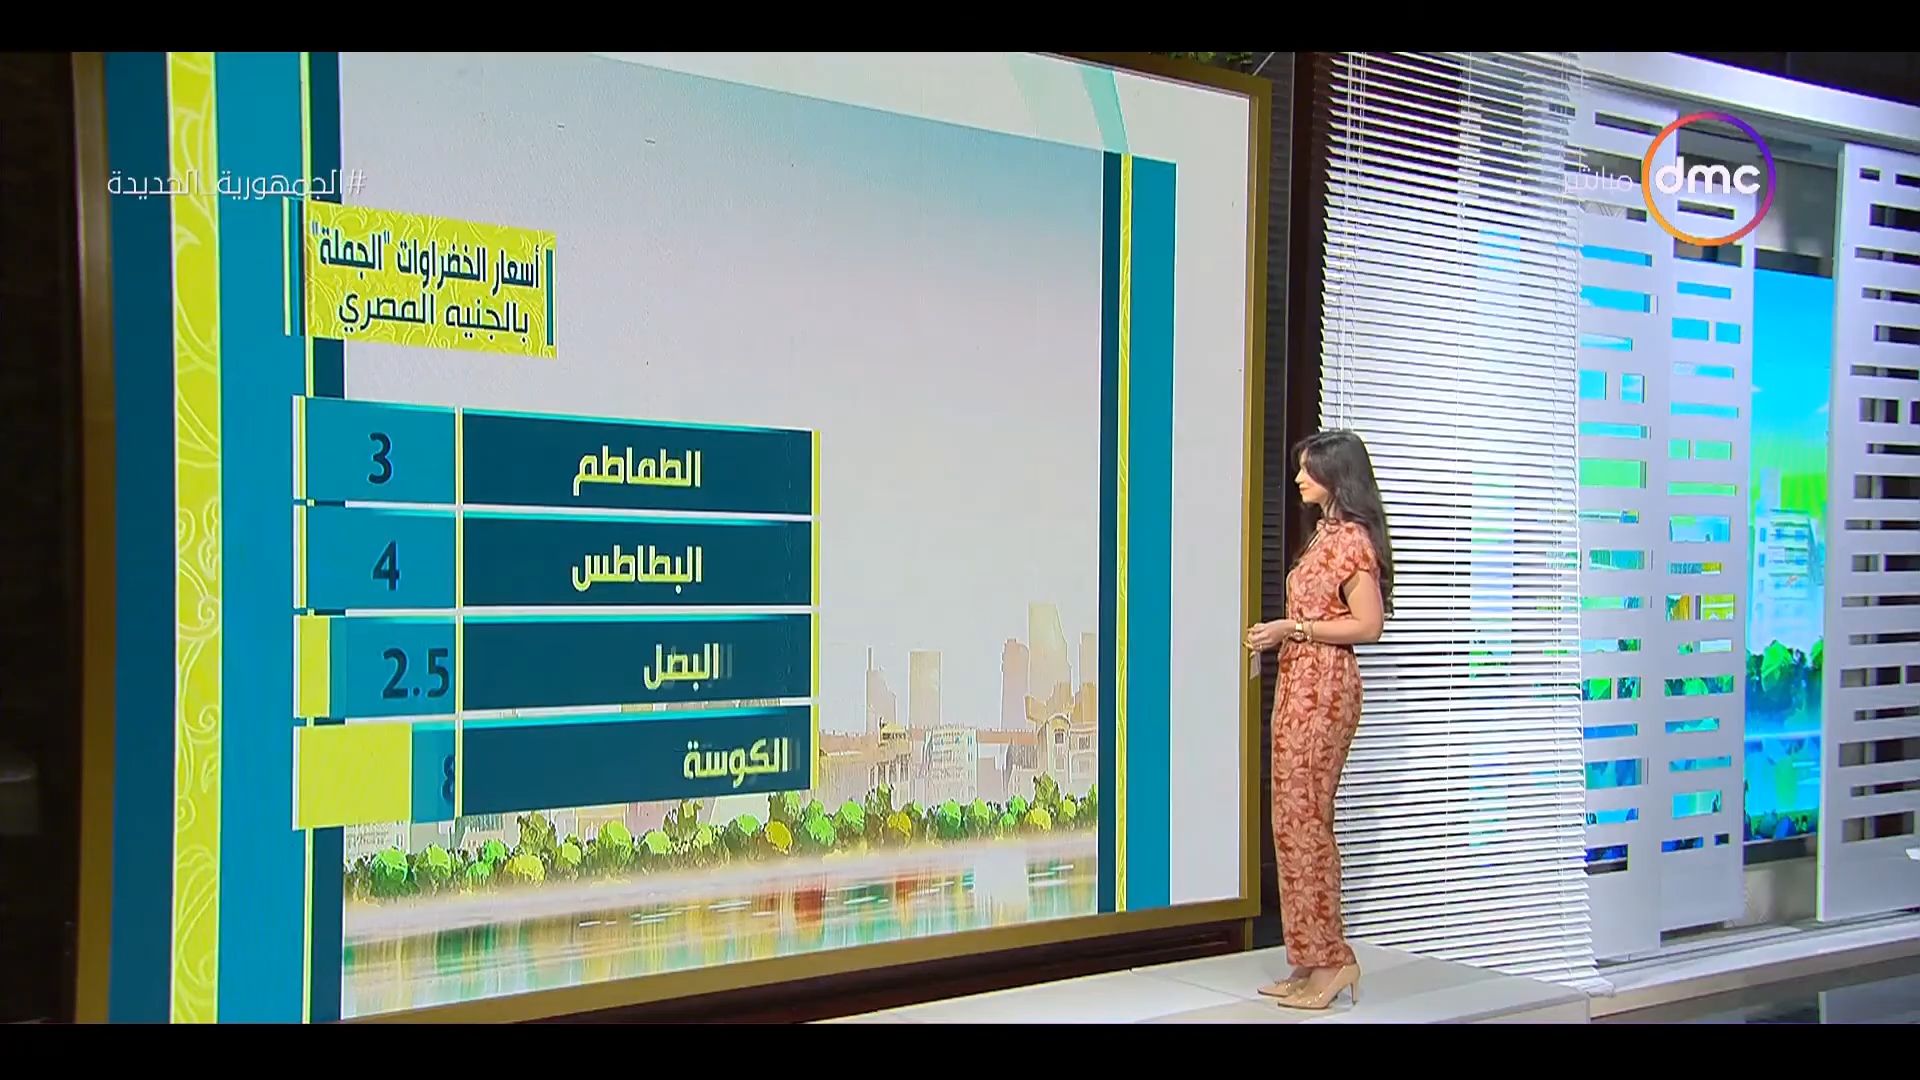 #الجمهورية_الجديدة
dmc مباشر
أسعار الخضراوات "الجملة"
بالجنيه المصري
الطماطم 3
البطاطس 4
البصل 2.5
الكوسة